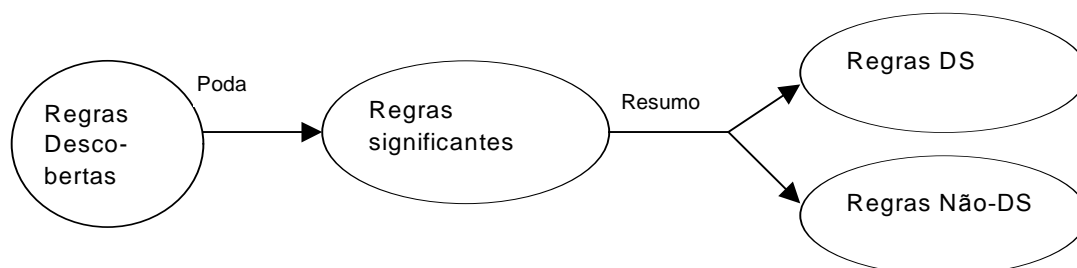 Regras
Desco-
bertas
Poda
Regras
significantes
Resumo
Regras DS
Regras Não-DS